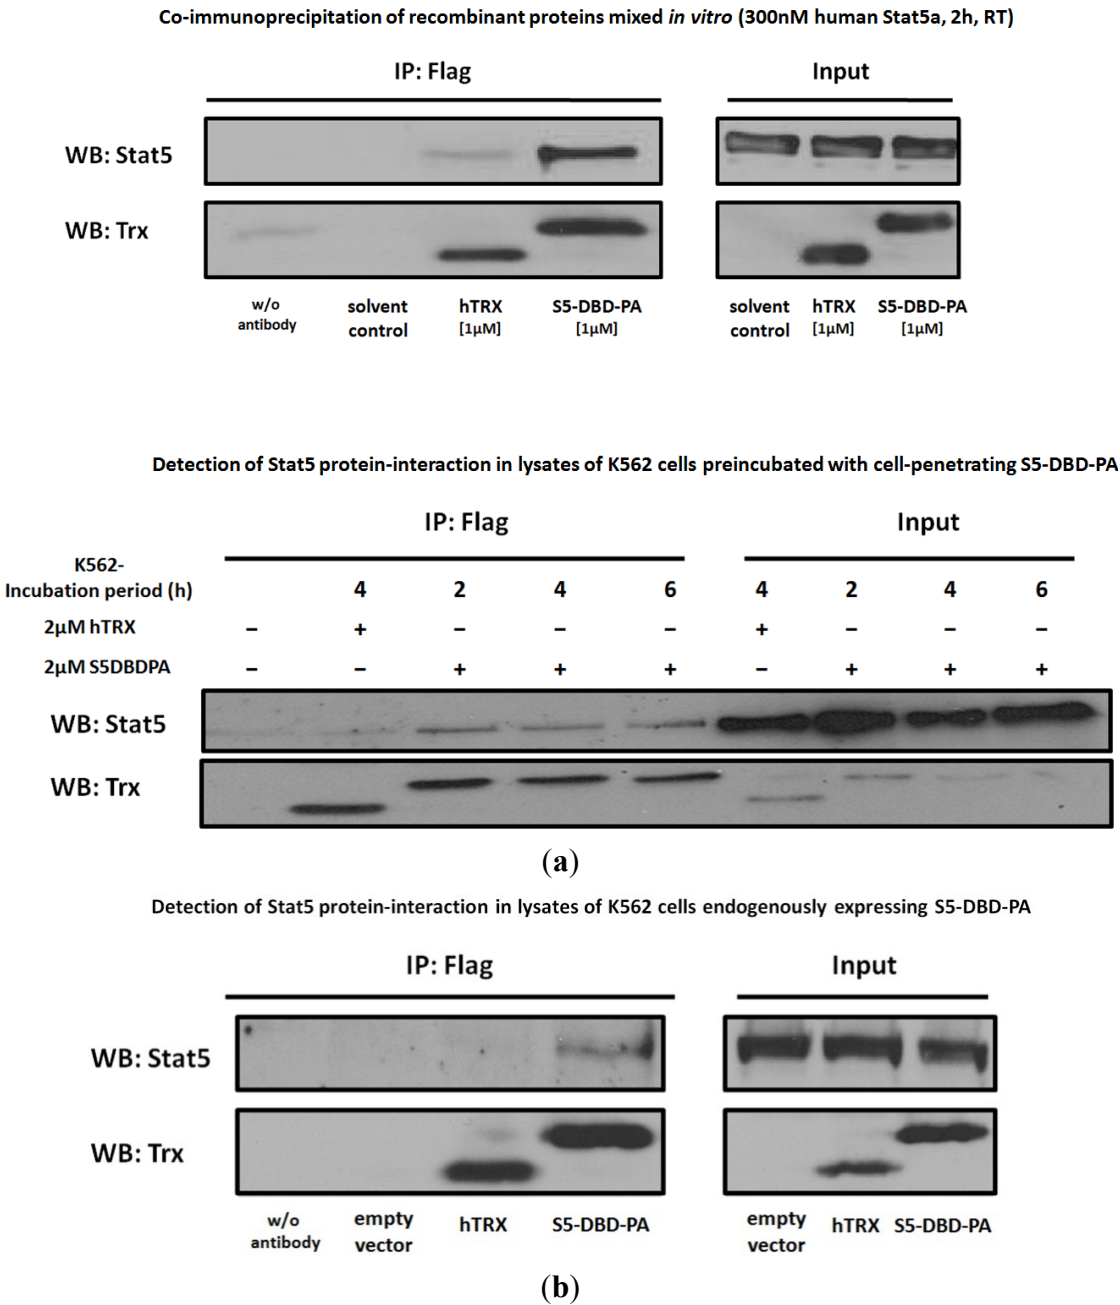 Co-immunoprecipitation of recombinant proteins mixed in vitro (300nM human Stat5a, 2h, RT)
IP: Flag Input
WB: Stat5
WB: Trx
w/o antibody solvent control hTRX [1µM] S5-DBD-PA [1µM] solvent control hTRX [1µM] S5-DBD-PA [1µM]
Detection of Stat5 protein-interaction in lysates of K562 cells preincubated with cell-penetrating S5-DBD-PA
IP: Flag Input
K562-
Incubation period (h) 4 2 4 6 4 2 4 6
2µM hTRX – + – – – + – – –
2µM S5DBDPA – – + + + – + + +
WB: Stat5
WB: Trx
(a)
Detection of Stat5 protein-interaction in lysates of K562 cells endogenously expressing S5-DBD-PA
IP: Flag Input
WB: Stat5
WB: Trx
w/o antibody empty vector hTRX S5-DBD-PA empty vector hTRX S5-DBD-PA
(b)